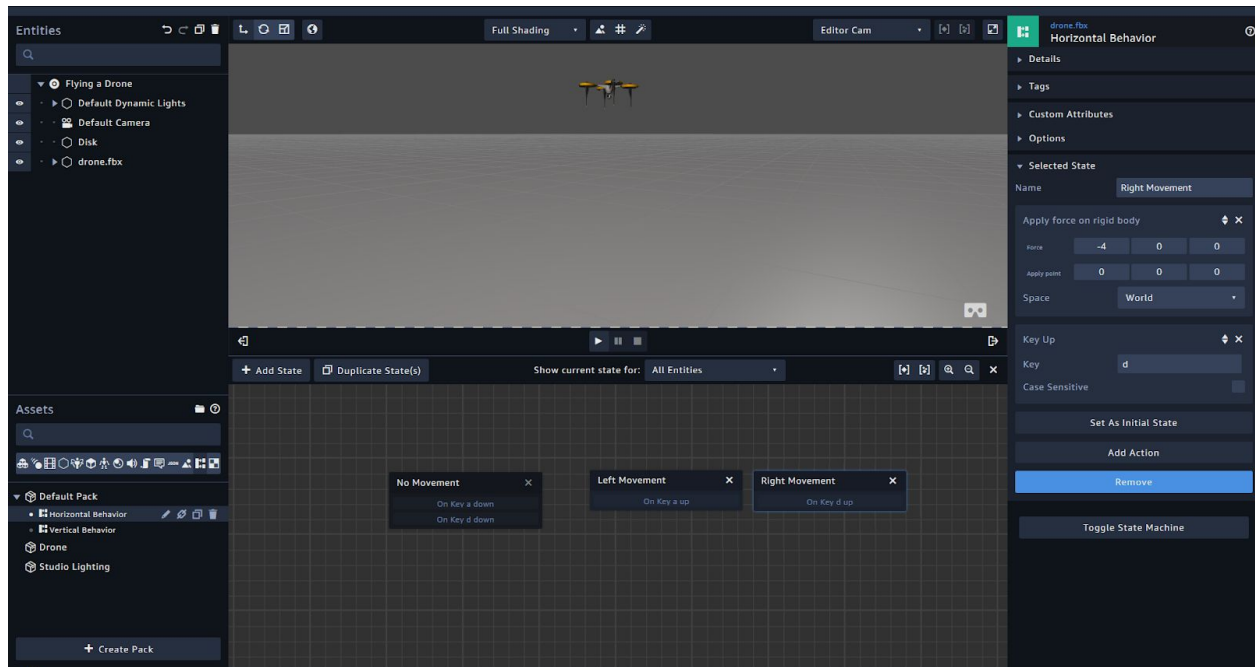 Entities
Flying a Drone
Default Dynamic Lights
Default Camera
Disk
drone.fbx
Assets
Default Pack
Horizontal Behavior
Vertical Behavior
Drone
Studio Lighting
+ Create Pack
Full Shading
Editor Cam
+ Add State
Duplicate State(s)
Show current state for:
All Entities
No Movement
On Key a down
On Key d down
Left Movement
On Key a up
Right Movement
On Key d up
drone.fbx
Horizontal Behavior
Details
Tags
Custom Attributes
Options
Selected State
Name Right Movement
Apply force on rigid body
Force -4 0 0
Apply point 0 0 0
Space World
Key Up
Key d
Case Sensitive
Set As Initial State
Add Action
Remove
Toggle State Machine